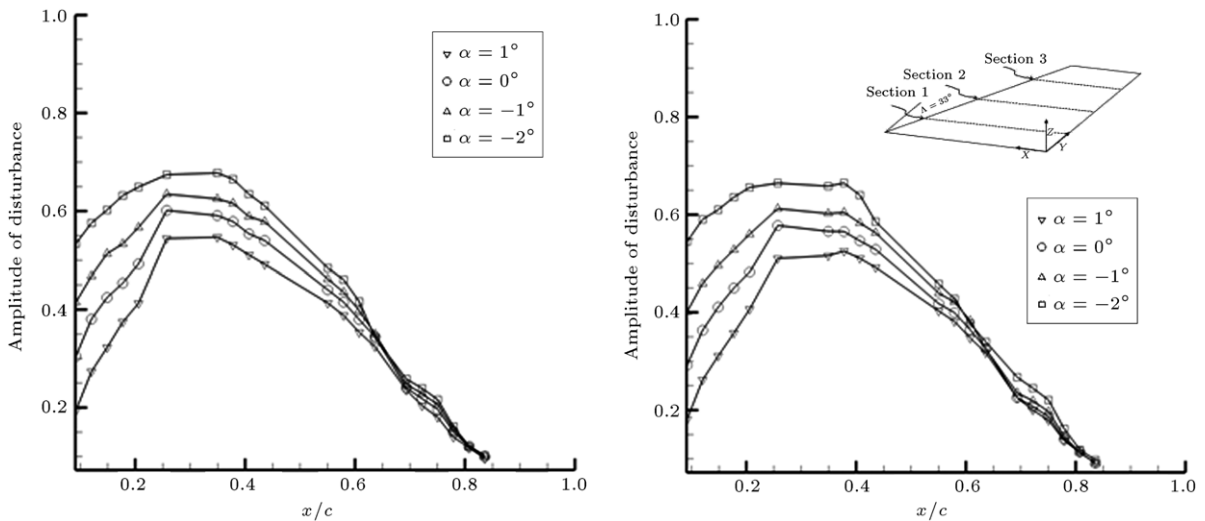 1.0
0.8
0.6
0.4
0.2
Amplitude of disturbance
α = 1°
α = 0°
α = −1°
α = −2°
0.2 0.4 0.6 0.8 1.0
x/c
1.0
0.8
0.6
0.4
0.2
Amplitude of disturbance
Section 3
Section 2
Section 1
Λ = 33°
Z
X
Y
α = 1°
α = 0°
α = −1°
α = −2°
0.2 0.4 0.6 0.8 1.0
x/c